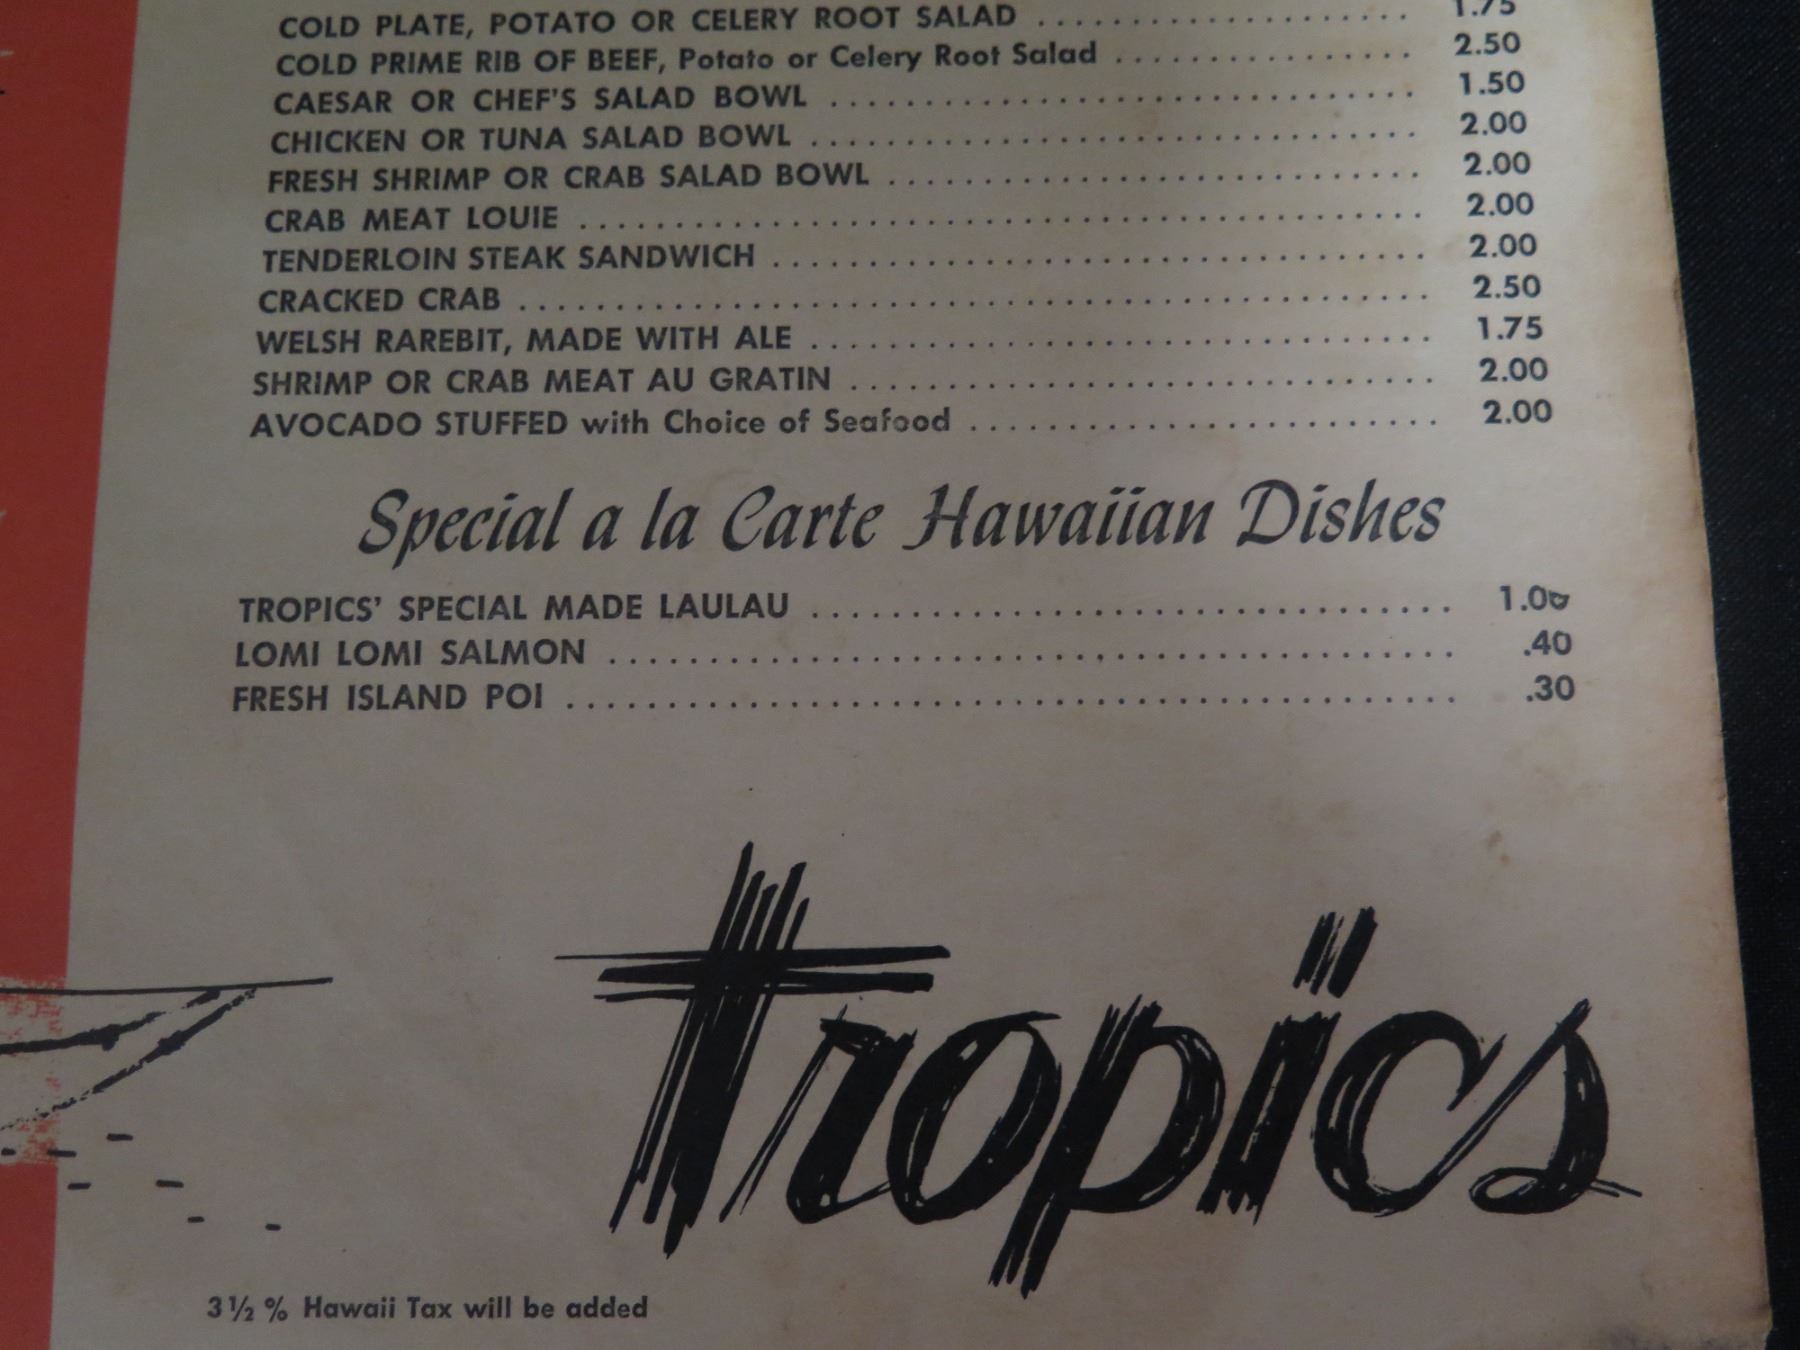 COLD PLATE, POTATO OR CELERY ROOT SALAD . . . . . . . . . . . . . . . . . . . . 1.75
COLD PRIME RIB OF BEEF, Potato or Celery Root Salad . . . . . . . . . . . . . . . . 2.50
CAESAR OR CHEF'S SALAD BOWL . . . . . . . . . . . . . . . . . . . . . . . . . . . . . . . 1.50
CHICKEN OR TUNA SALAD BOWL . . . . . . . . . . . . . . . . . . . . . . . . . . . . . . . . 2.00
FRESH SHRIMP OR CRAB SALAD BOWL . . . . . . . . . . . . . . . . . . . . . . . . . . . . 2.00
CRAB MEAT LOUIE . . . . . . . . . . . . . . . . . . . . . . . . . . . . . . . . . . . . . . . . . . . . 2.00
TENDERLOIN STEAK SANDWICH . . . . . . . . . . . . . . . . . . . . . . . . . . . . . . . . . . 2.00
CRACKED CRAB . . . . . . . . . . . . . . . . . . . . . . . . . . . . . . . . . . . . . . . . . . . . . . . 2.50
WELSH RAREBIT, MADE WITH ALE . . . . . . . . . . . . . . . . . . . . . . . . . . . . . . . . 1.75
SHRIMP OR CRAB MEAT AU GRATIN . . . . . . . . . . . . . . . . . . . . . . . . . . . . . . 2.00
AVOCADO STUFFED with Choice of Seafood . . . . . . . . . . . . . . . . . . . . . . . . 2.00
Special a la Carte Hawaiian Dishes
TROPICS' SPECIAL MADE LAULAU . . . . . . . . . . . . . . . . . . . . . . . . . . . . . . . . . 1.00
LOMI LOMI SALMON . . . . . . . . . . . . . . . . . . . . . . . . . . . . . . . . . . . . . . . . . . . .40
FRESH ISLAND POI . . . . . . . . . . . . . . . . . . . . . . . . . . . . . . . . . . . . . . . . . . . . . .30
Tropics
3½% Hawaii Tax will be added